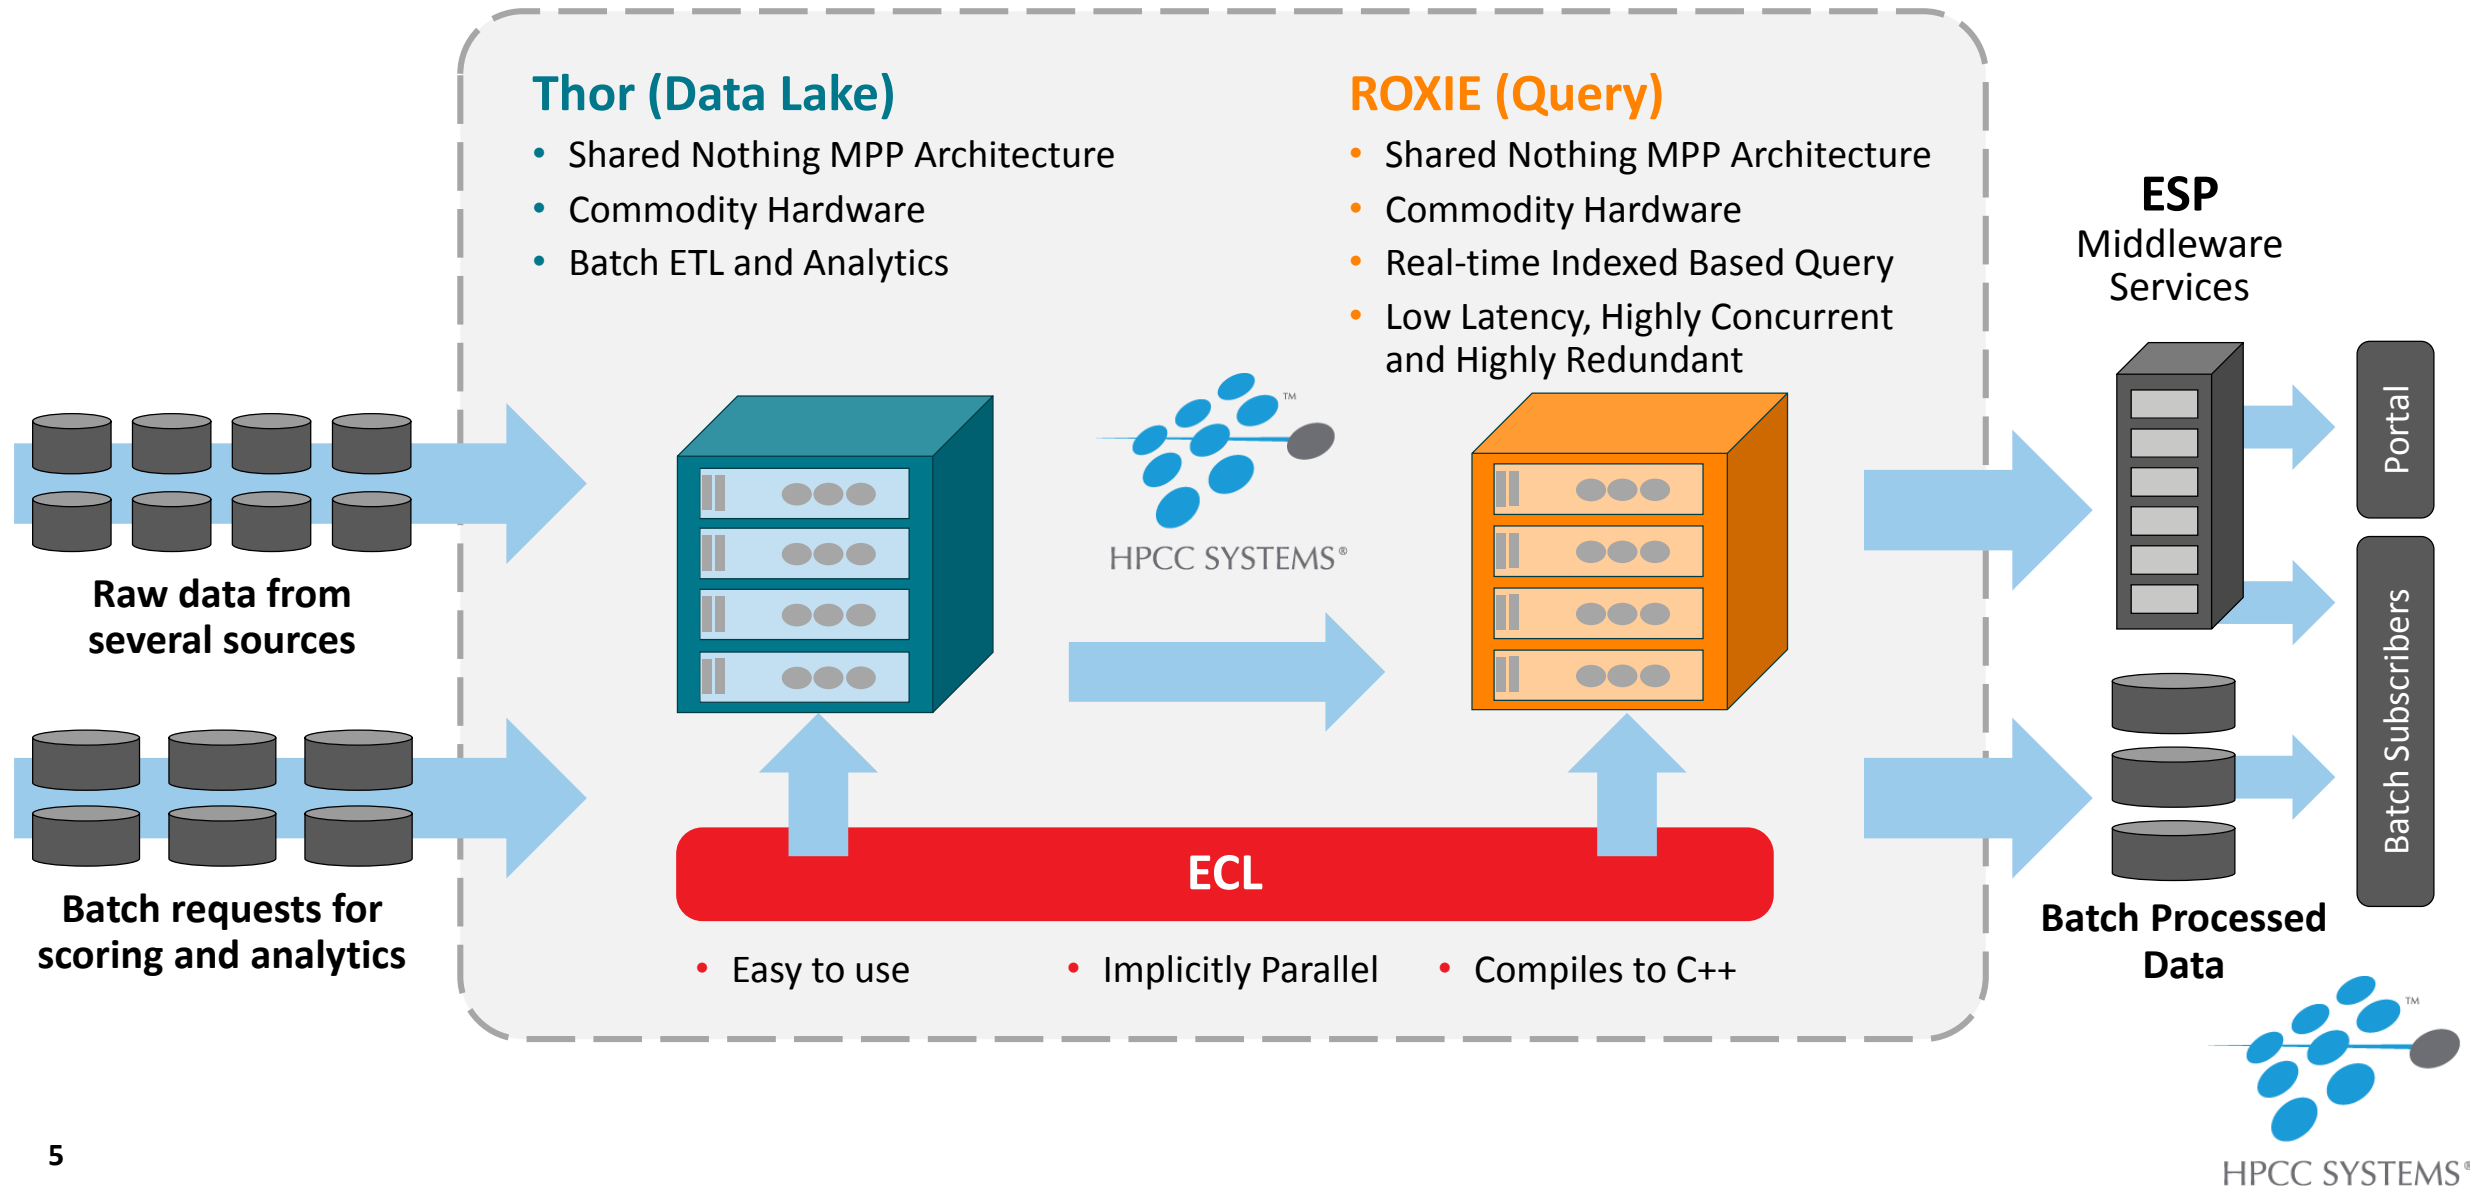 Thor (Data Lake)
• Shared Nothing MPP Architecture
• Commodity Hardware
• Batch ETL and Analytics
ROXIE (Query)
• Shared Nothing MPP Architecture
• Commodity Hardware
• Real-time Indexed Based Query
• Low Latency, Highly Concurrent
and Highly Redundant
ESP
Middleware
Services
Raw data from
several sources
Batch requests for
scoring and analytics
™
HPCC SYSTEMS®
ECL
• Easy to use
• Implicitly Parallel
• Compiles to C++
Portal
Batch Subscribers
Batch Processed
Data
™
HPCC SYSTEMS®
5